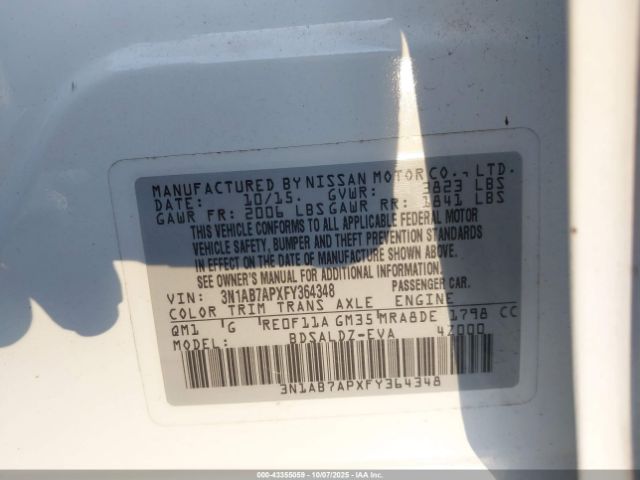 MANUFACTURED BY NISSAN MOTOR CO., LTD.
DATE: 10/15. GVWR: 3823 LBS
GAWR FR: 2006 LBS GAWR RR: 1841 LBS
THIS VEHICLE CONFORMS TO ALL APPLICABLE FEDERAL MOTOR
VEHICLE SAFETY, BUMPER AND THEFT PREVENTION STANDARDS
IN EFFECT ON THE DATE OF MANUFACTURE SHOWN ABOVE.
SEE OWNER'S MANUAL FOR ADDITIONAL INFORMATION.
VIN: 3N1AB7APXFY364348 PASSENGER CAR.
COLOR TRIM TRANS AXLE ENGINE
QM1 G RE0F11A GM35 MRA8DE 1798 CC
MODEL: BDSALDZ-EVA 4Z000
3N1AB7APXFY364348
000-43355059 - 10/07/2025 - IAA Inc.